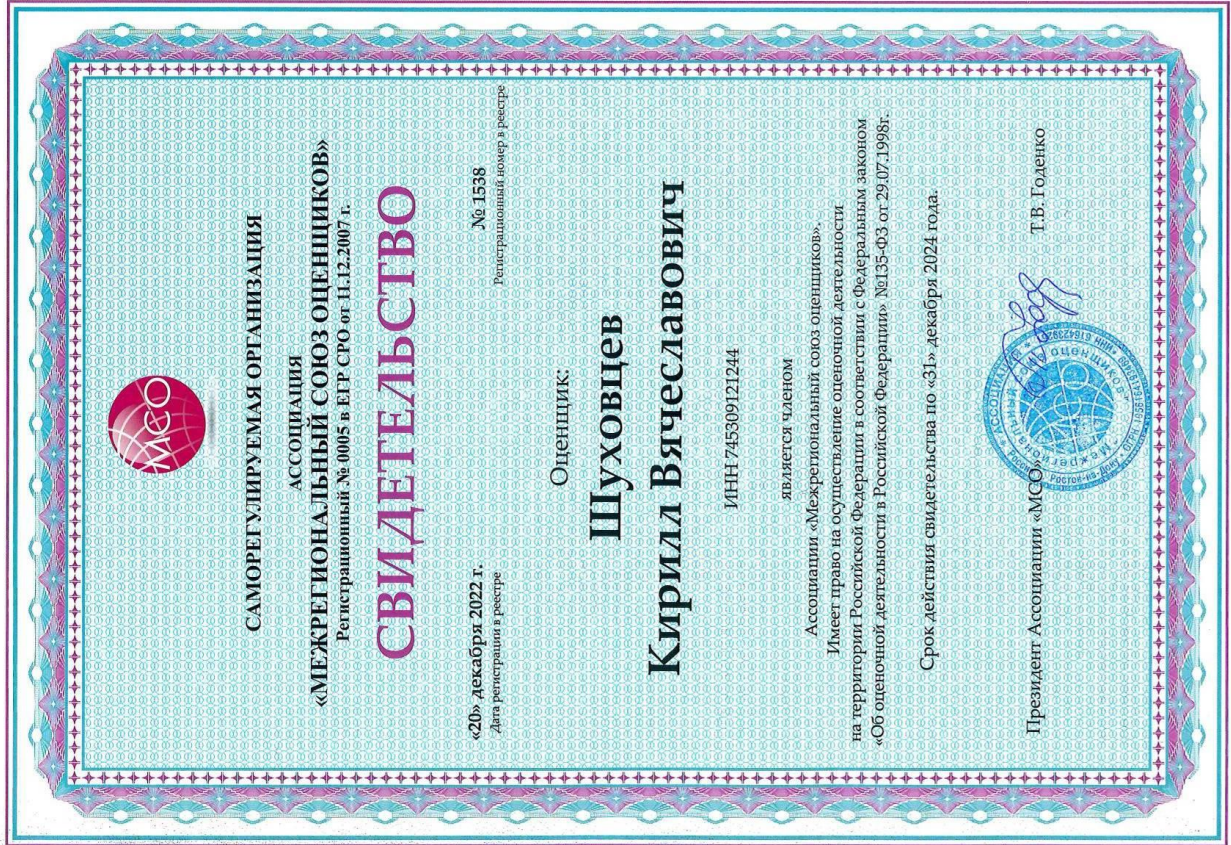 МСО
САМОРЕГУЛИРУЕМАЯ ОРГАНИЗАЦИЯ
АССОЦИАЦИЯ
«МЕЖРЕГИОНАЛЬНЫЙ СОЮЗ ОЦЕНЩИКОВ»
Регистрационный № 0005 в ЕГР СРО от 11.12.2007 г.
СВИДЕТЕЛЬСТВО
«20» декабря 2022 г. № 1538
Дата регистрации в реестре Регистрационный номер в реестре
Оценщик:
Шуховцев
Кирилл Вячеславович
ИНН 745309121244
является членом
Ассоциации «Межрегиональный союз оценщиков».
Имеет право на осуществление оценочной деятельности
на территории Российской Федерации в соответствии с Федеральным законом
«Об оценочной деятельности в Российской Федерации» №135-ФЗ от 29.07.1998г.
Срок действия свидетельства по «31» декабря 2024 года.
Президент Ассоциации «МСО» Т.В. Годенко